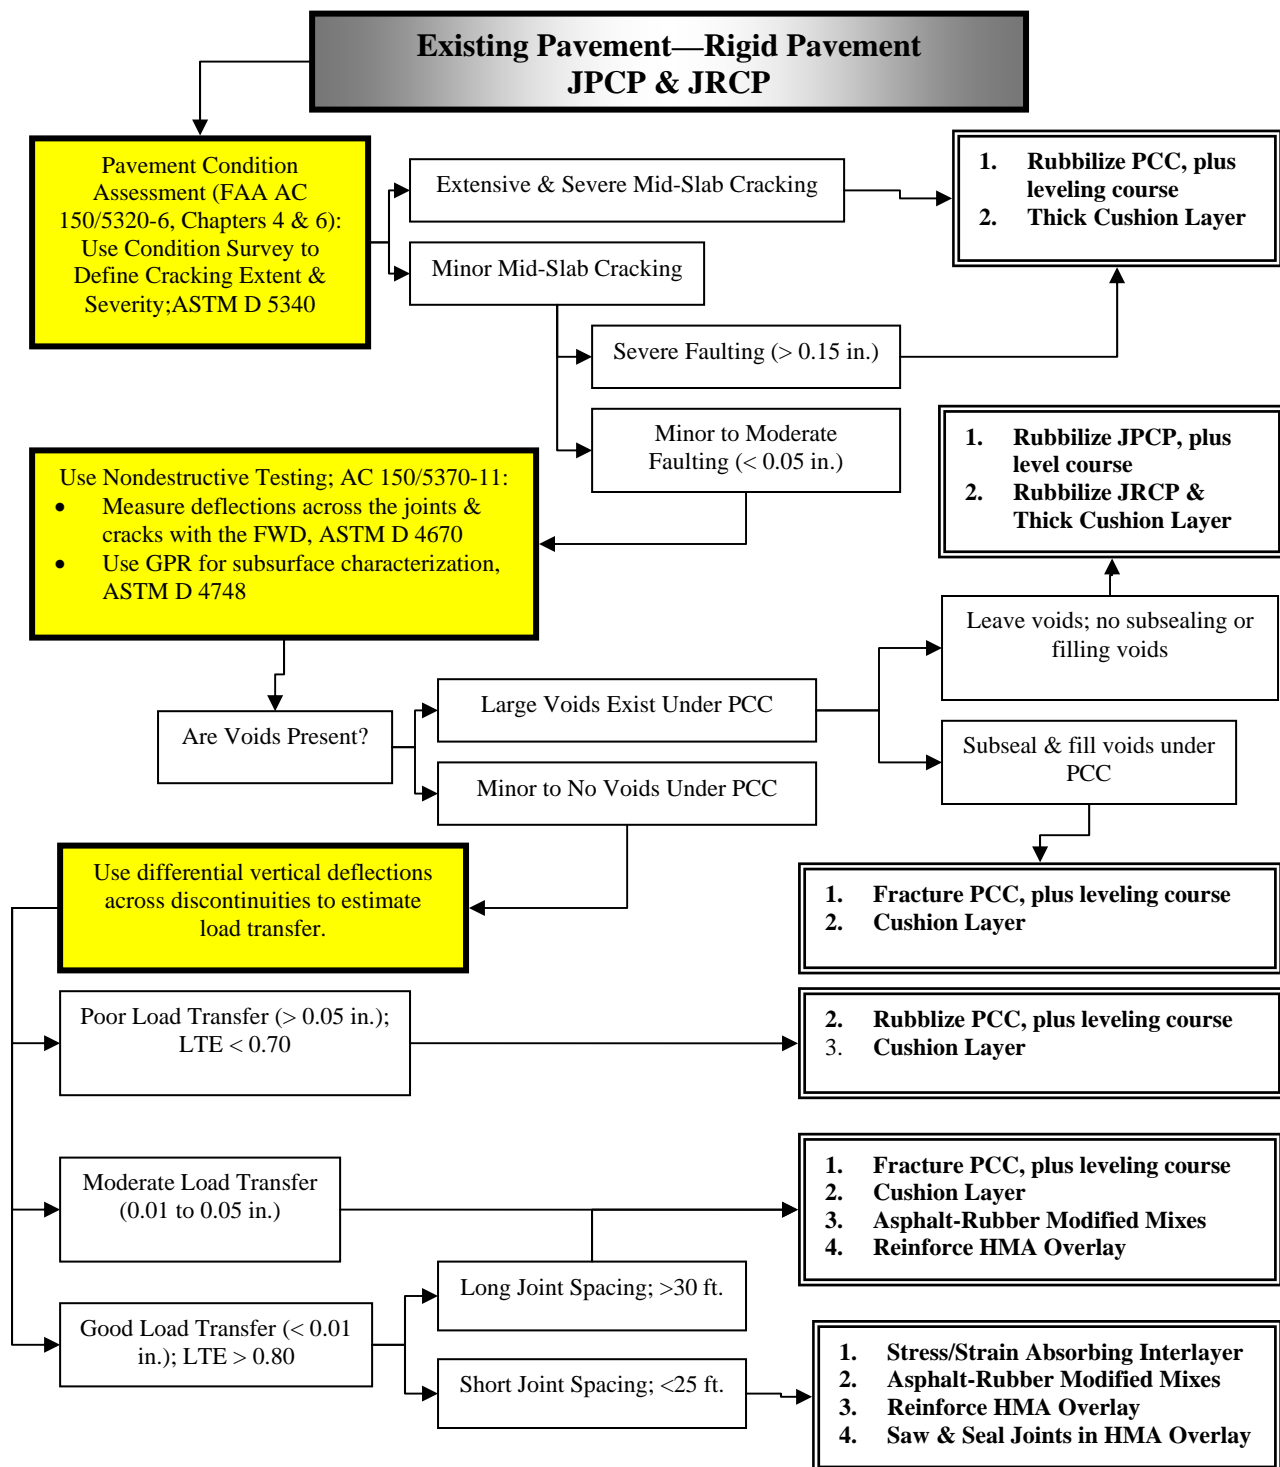 Existing Pavement—Rigid Pavement
JPCP & JRCP
Pavement Condition
Assessment (FAA AC
150/5320-6, Chapters 4 & 6):
Use Condition Survey to
Define Cracking Extent &
Severity;ASTM D 5340
Extensive & Severe Mid-Slab Cracking
1. Rubbilize PCC, plus
leveling course
2. Thick Cushion Layer
Minor Mid-Slab Cracking
Severe Faulting (> 0.15 in.)
Minor to Moderate
Faulting (< 0.05 in.)
1. Rubbilize JPCP, plus
level course
2. Rubbilize JRCP &
Thick Cushion Layer
Use Nondestructive Testing; AC 150/5370-11:
• Measure deflections across the joints &
cracks with the FWD, ASTM D 4670
• Use GPR for subsurface characterization,
ASTM D 4748
Leave voids; no subsealing or
filling voids
Large Voids Exist Under PCC
Are Voids Present?
Subseal & fill voids under
PCC
Minor to No Voids Under PCC
Use differential vertical deflections
across discontinuities to estimate
load transfer.
1. Fracture PCC, plus leveling course
2. Cushion Layer
Poor Load Transfer (> 0.05 in.);
LTE < 0.70
2. Rubblize PCC, plus leveling course
3. Cushion Layer
Moderate Load Transfer
(0.01 to 0.05 in.)
1. Fracture PCC, plus leveling course
2. Cushion Layer
3. Asphalt-Rubber Modified Mixes
4. Reinforce HMA Overlay
Long Joint Spacing; >30 ft.
Good Load Transfer (< 0.01
in.); LTE > 0.80
Short Joint Spacing; <25 ft.
1. Stress/Strain Absorbing Interlayer
2. Asphalt-Rubber Modified Mixes
3. Reinforce HMA Overlay
4. Saw & Seal Joints in HMA Overlay